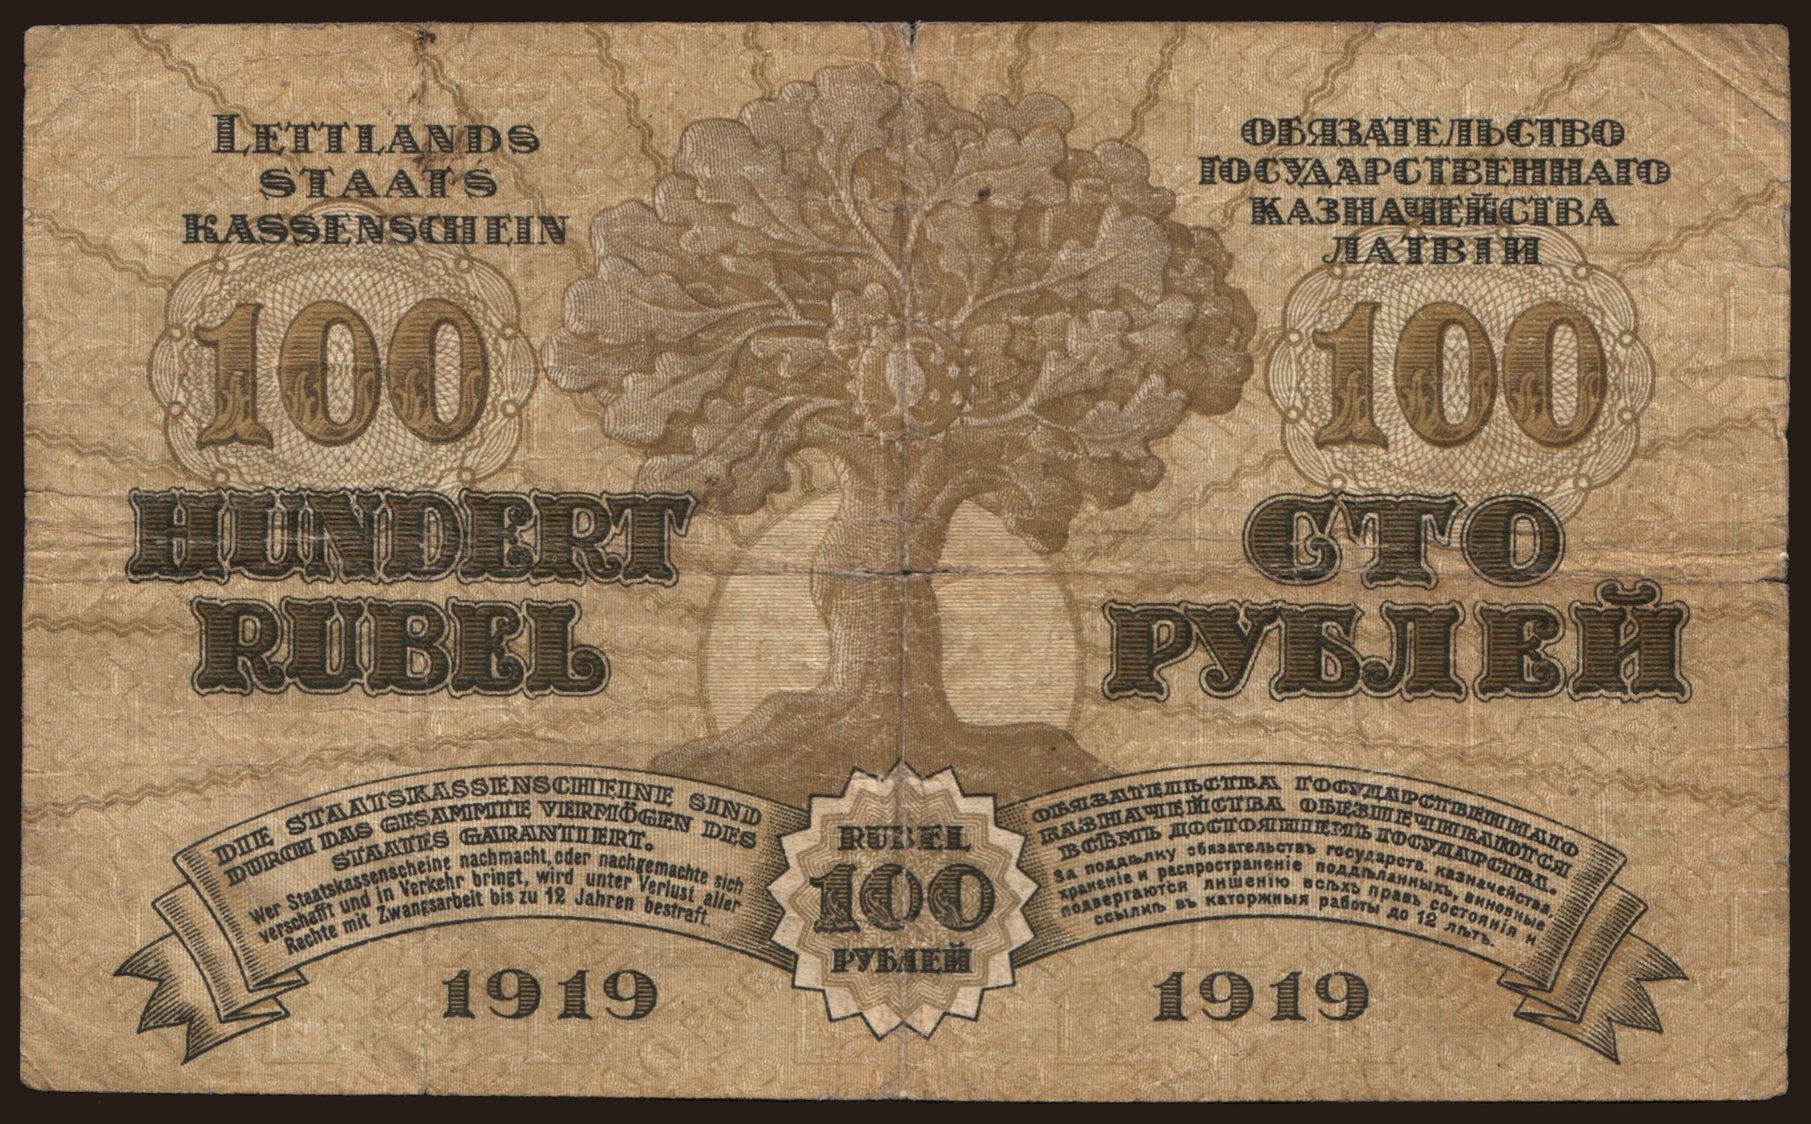 LETTLANDS
STAATS
KASSENSCHEIN
100
HUNDERT
RUBEL
DIE STAATSKASSENSCHEINE SIND
DURCH DAS GESAMMTE VERMÖGEN DES
STAATES GARANTIERT.
Wer Staatskassenscheine nachmacht, oder nachgemachte sich
verschafft und in Verkehr bringt, wird unter Verlust aller
Rechte mit Zwangsarbeit bis zu 12 Jahren bestraft.
1919
RUBEL
100
РУБЛЕЙ
ОБЯЗАТЕЛЬСТВО
ГОСУДАРСТВЕННАГО
КАЗНАЧЕЙСТВА
ЛАТВІИ
100
СТО
РУБЛЕЙ
ОБЯЗАТЕЛЬСТВА ГОСУДАРСТВЕННАГО
КАЗНАЧЕЙСТВА ОБЕЗПЕЧИВАЮТСЯ
ВСѢМЪ ДОСТОЯНІЕМЪ ГОСУДАРСТВА.
За поддѣлку обязательствъ государств. казначейства,
храненіе и распространеніе поддѣланныхъ, виновные
подвергаются лишенію всѣхъ правъ состоянія и
ссылкѣ въ каторжныя работы до 12 лѣтъ.
1919